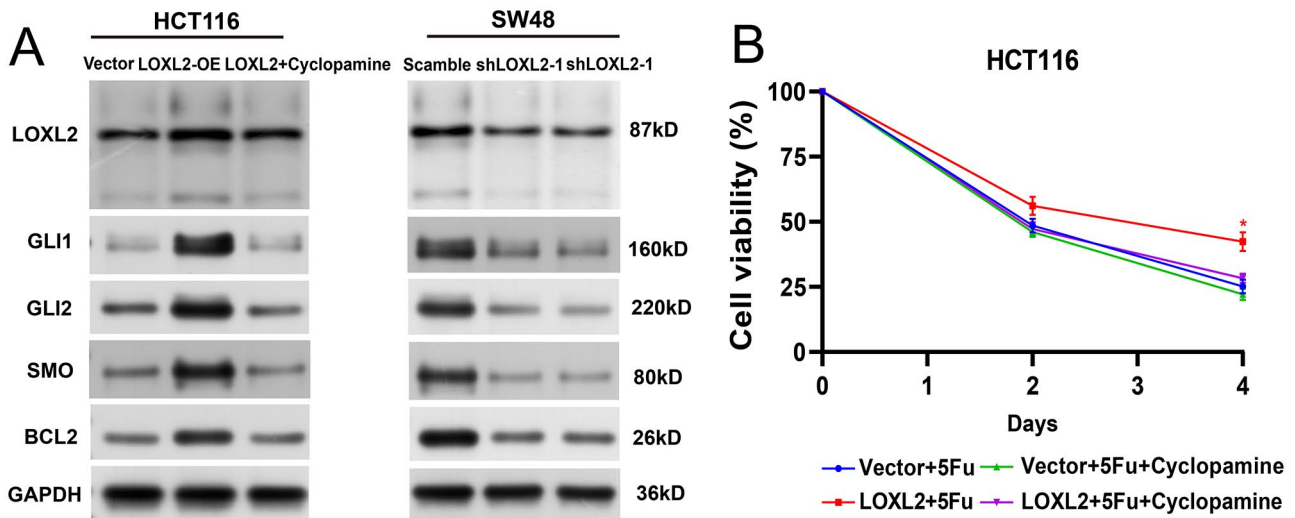 A
HCT116
SW48
Vector LOXL2-OE LOXL2+Cyclopamine
Scamble shLOXL2-1 shLOXL2-1
LOXL2
87kD
GLI1
160kD
GLI2
220kD
SMO
80kD
BCL2
26kD
GAPDH
36kD
B
HCT116
Cell viability (%)
100
75
50
25
0
*
0 1 2 3 4
Days
Vector+5Fu
Vector+5Fu+Cyclopamine
LOXL2+5Fu
LOXL2+5Fu+Cyclopamine